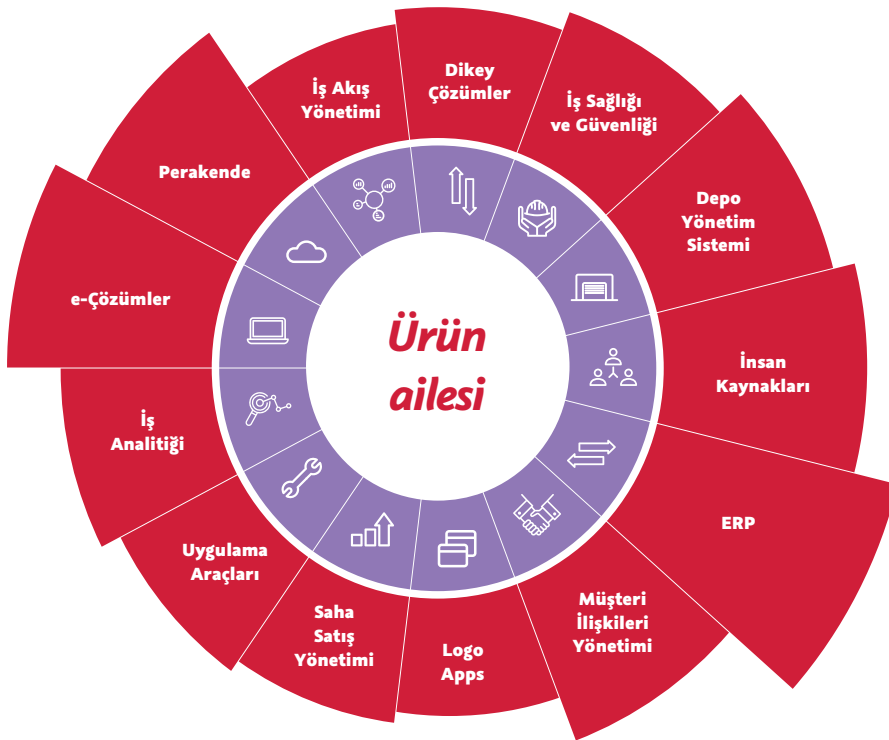 Ürün
ailesi
Dikey
Çözümler
İş Sağlığı
ve Güvenliği
Depo
Yönetim
Sistemi
İnsan
Kaynakları
ERP
Müşteri
İlişkileri
Yönetimi
Logo
Apps
Saha
Satış
Yönetimi
Uygulama
Araçları
İş
Analitiği
e-Çözümler
Perakende
İş Akış
Yönetimi